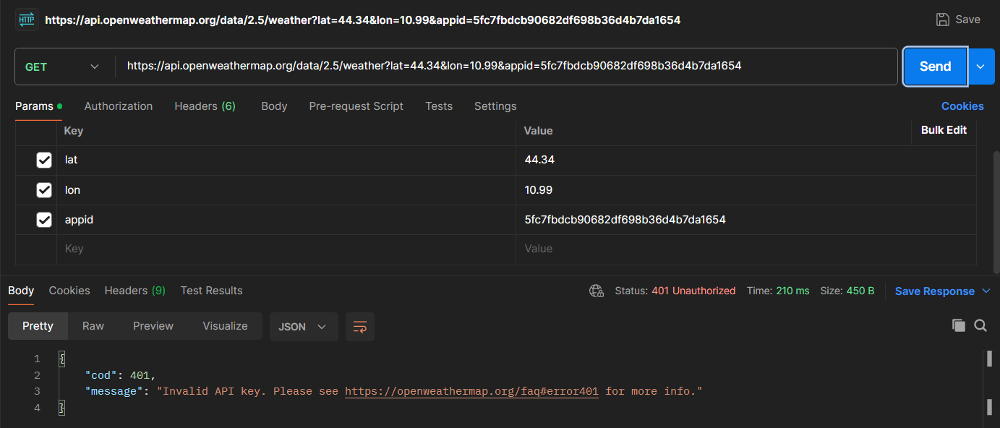 HTTP https://api.openweathermap.org/data/2.5/weather?lat=44.34&lon=10.99&appid=5fc7fbdcb90682df698b36d4b7da1654 Save
GET https://api.openweathermap.org/data/2.5/weather?lat=44.34&lon=10.99&appid=5fc7fbdcb90682df698b36d4b7da1654 Send
Params Authorization Headers (6) Body Pre-request Script Tests Settings Cookies
Key Value Bulk Edit
lat 44.34
lon 10.99
appid 5fc7fbdcb90682df698b36d4b7da1654
Key Value
Body Cookies Headers (9) Test Results Status: 401 Unauthorized Time: 210 ms Size: 450 B Save Response
Pretty Raw Preview Visualize JSON
1 {
2 "cod": 401,
3 "message": "Invalid API key. Please see https://openweathermap.org/faq#error401 for more info."
4 }